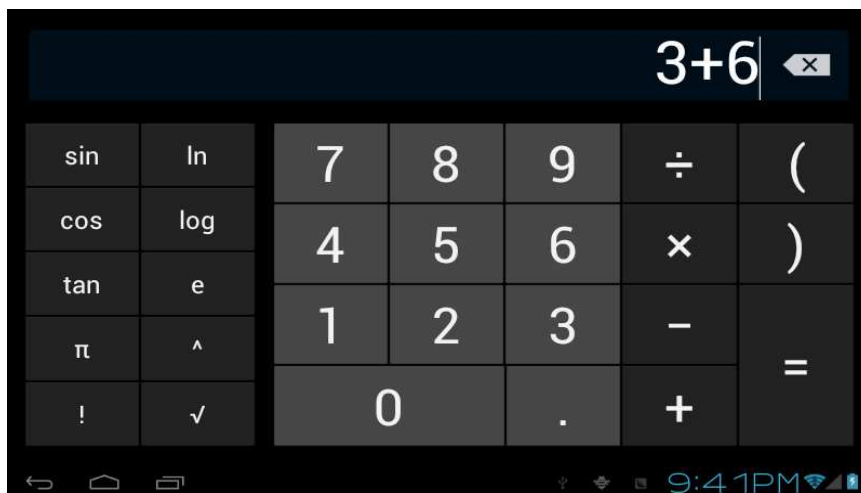 3+6
sin ln 7 8 9 ÷ (
cos log 4 5 6 × )
tan e 1 2 3 −
π ^ =
! √ 0 . +
9:41PM